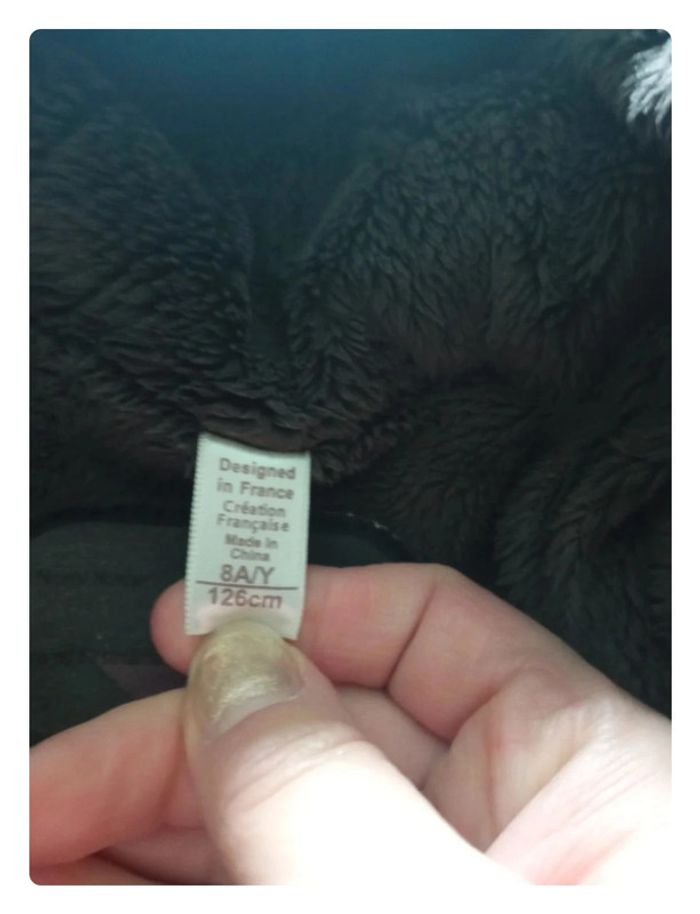 Designed
in France
Création
Française
Made in
China
8A/Y
126cm